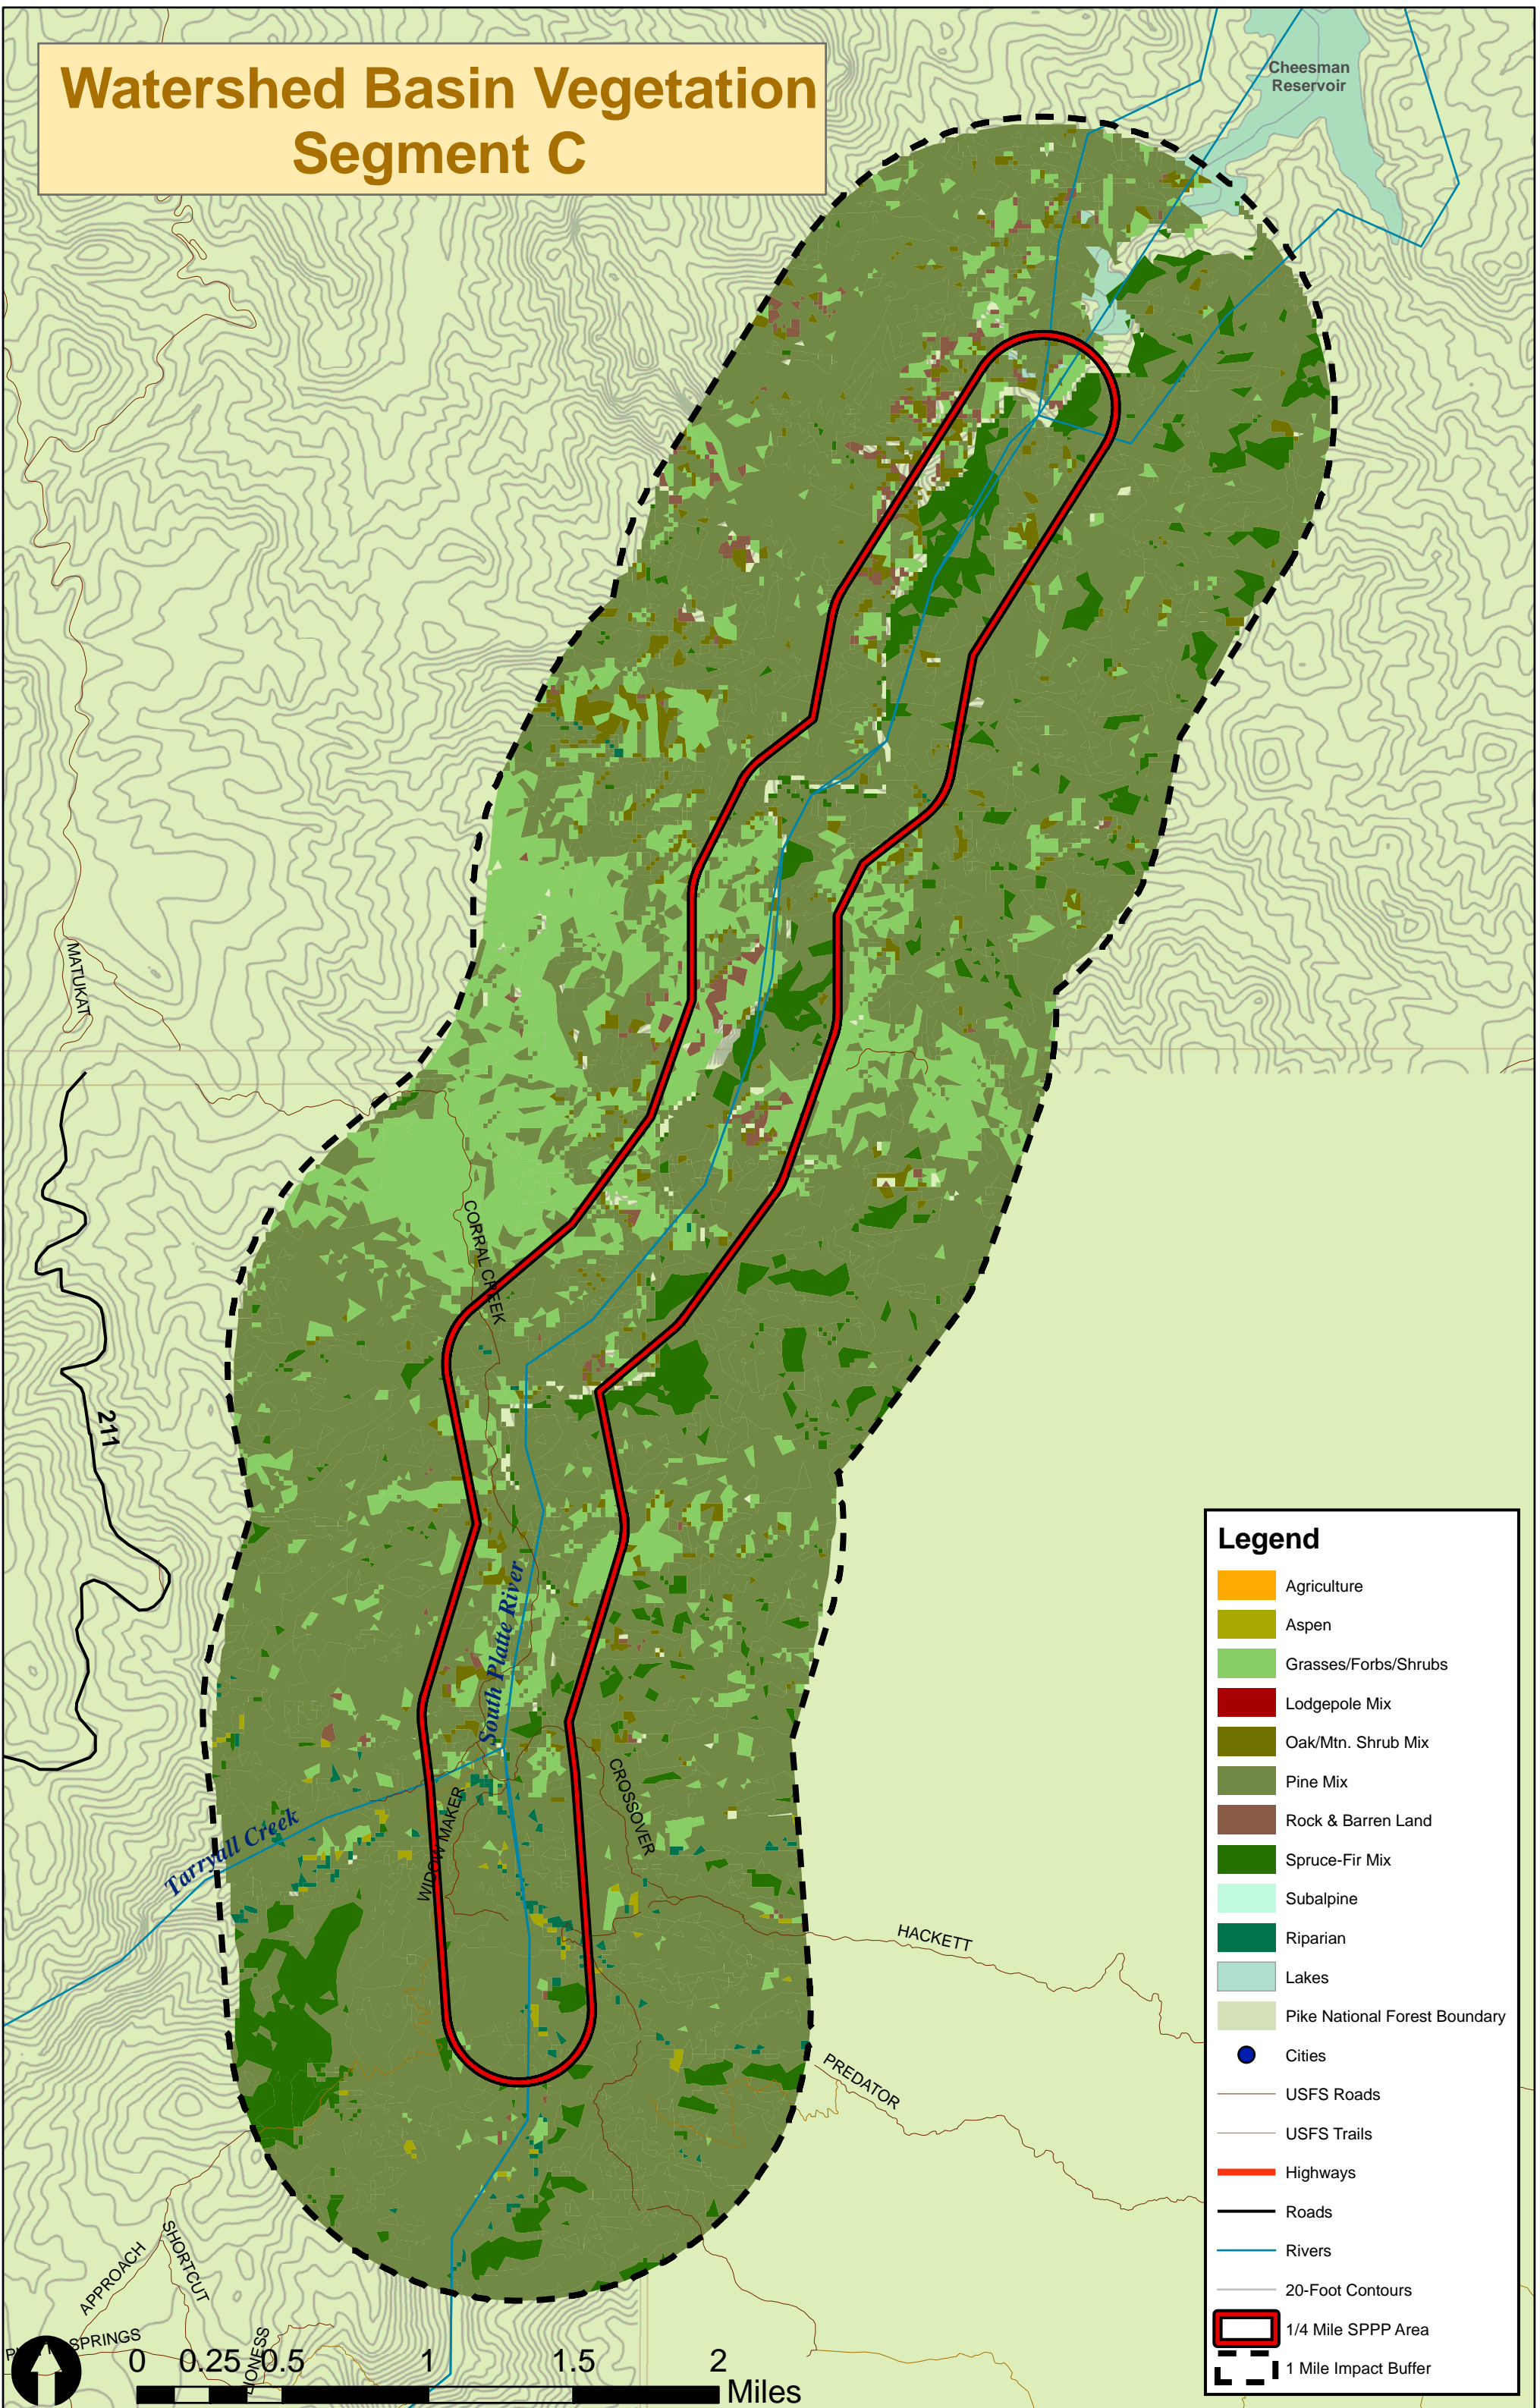 Watershed Basin Vegetation
Segment C
Cheesman
Reservoir
MATUKAT
CORRAL CREEK
211
South Platte River
Tarryall Creek
WIDOW MAKER
CROSSOVER
HACKETT
PREDATOR
APPROACH
SHORTCUT
SPRINGS
LIONESS
0 0.25 0.5 1 1.5 2
Miles
Legend
Agriculture
Aspen
Grasses/Forbs/Shrubs
Lodgepole Mix
Oak/Mtn. Shrub Mix
Pine Mix
Rock & Barren Land
Spruce-Fir Mix
Subalpine
Riparian
Lakes
Pike National Forest Boundary
Cities
USFS Roads
USFS Trails
Highways
Roads
Rivers
20-Foot Contours
1/4 Mile SPPP Area
1 Mile Impact Buffer